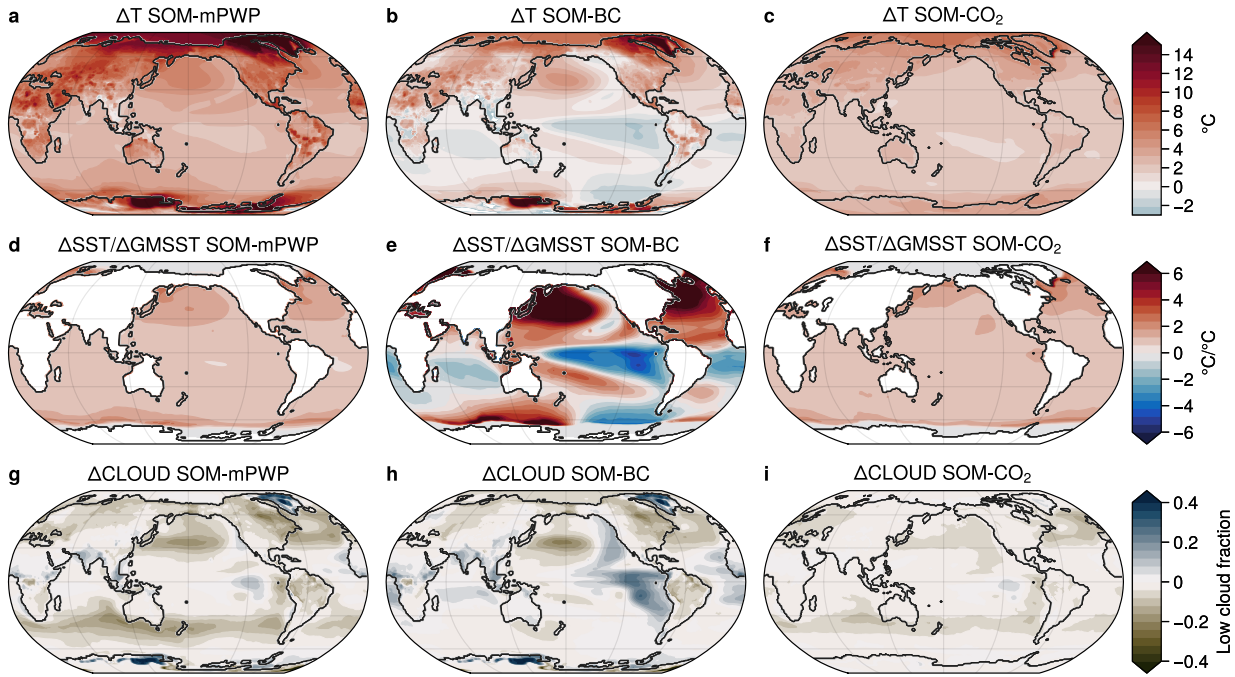 a ΔT SOM-mPWP
b ΔT SOM-BC
c ΔT SOM-CO₂
14
12
10
8
6
4
2
0
−2
°C
d ΔSST/ΔGMSST SOM-mPWP
e ΔSST/ΔGMSST SOM-BC
f ΔSST/ΔGMSST SOM-CO₂
6
4
2
0
−2
−4
−6
°C/°C
g ΔCLOUD SOM-mPWP
h ΔCLOUD SOM-BC
i ΔCLOUD SOM-CO₂
0.4
0.2
0
−0.2
−0.4
Low cloud fraction